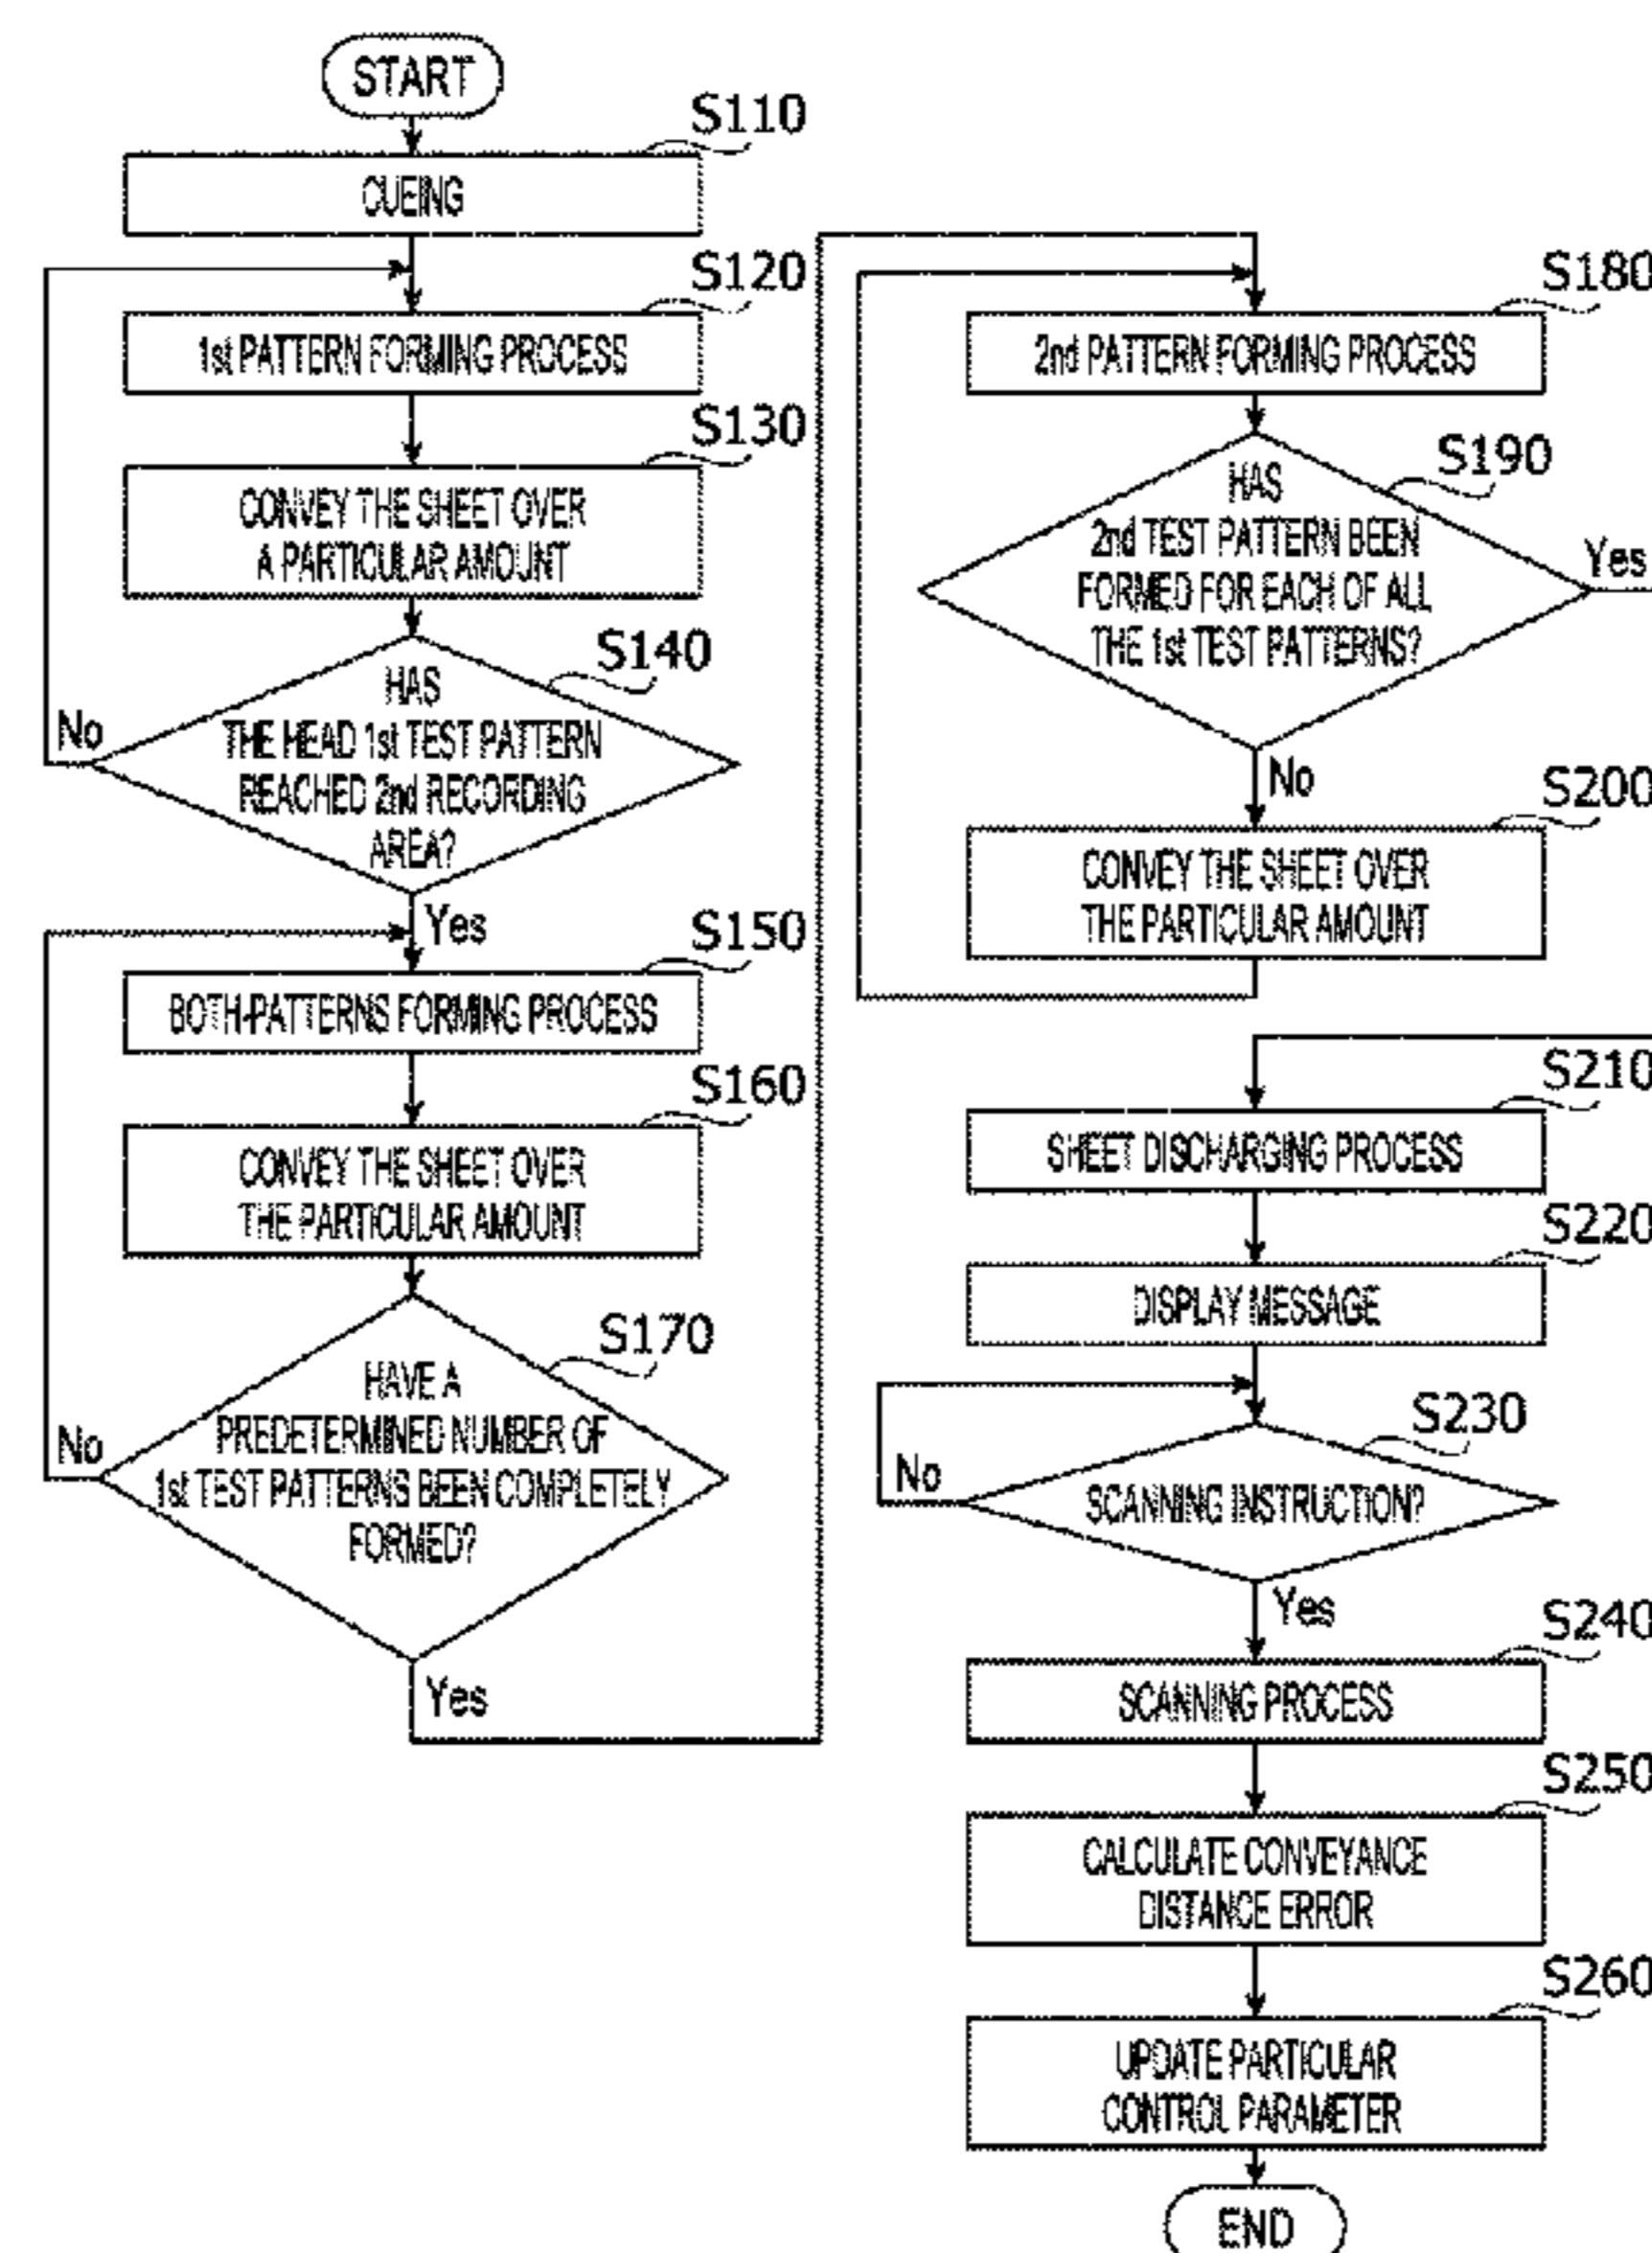 START
S110
CUEING
S120
1st PATTERN FORMING PROCESS
S130
CONVEY THE SHEET OVER
A PARTICULAR AMOUNT
S140
HAS
THE HEAD 1st TEST PATTERN
REACHED 2nd RECORDING
AREA?
No
Yes
S150
BOTH-PATTERNS FORMING PROCESS
S160
CONVEY THE SHEET OVER
THE PARTICULAR AMOUNT
S170
HAVE A
PREDETERMINED NUMBER OF
1st TEST PATTERNS BEEN COMPLETELY
FORMED?
No
Yes
S180
2nd PATTERN FORMING PROCESS
S190
HAS
2nd TEST PATTERN BEEN
FORMED FOR EACH OF ALL
THE 1st TEST PATTERNS?
Yes
No
S200
CONVEY THE SHEET OVER
THE PARTICULAR AMOUNT
S210
SHEET DISCHARGING PROCESS
S220
DISPLAY MESSAGE
S230
SCANNING INSTRUCTION?
No
Yes
S240
SCANNING PROCESS
S250
CALCULATE CONVEYANCE
DISTANCE ERROR
S260
UPDATE PARTICULAR
CONTROL PARAMETER
END